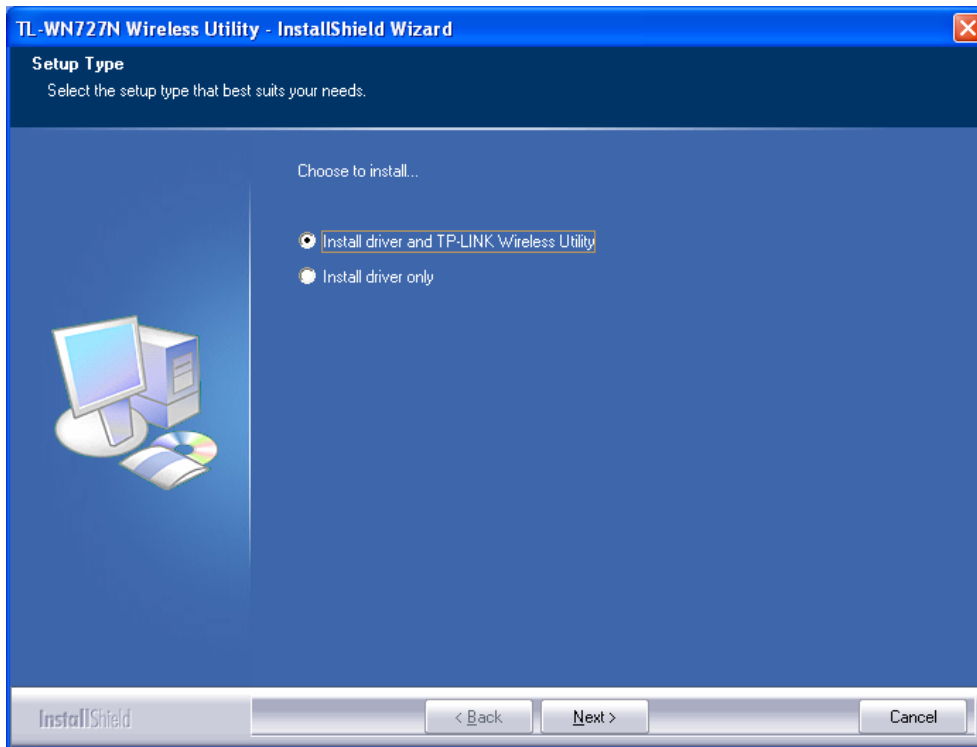 TL-WN727N Wireless Utility - InstallShield Wizard
Setup Type
Select the setup type that best suits your needs.
Choose to install...
Install driver and TP-LINK Wireless Utility
Install driver only
InstallShield
< Back
Next >
Cancel